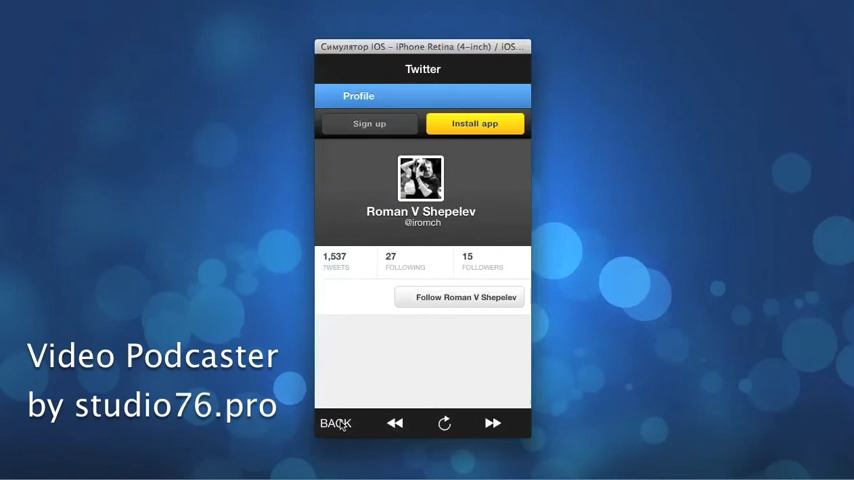 Симулятор iOS – iPhone Retina (4-inch) / iOS...
Twitter
Profile
Sign up
Install app
Roman V Shepelev
@iromch
1,537
27
15
TWEETS
FOLLOWING
FOLLOWERS
Follow Roman V Shepelev
Video Podcaster
by studio76.pro
BACK